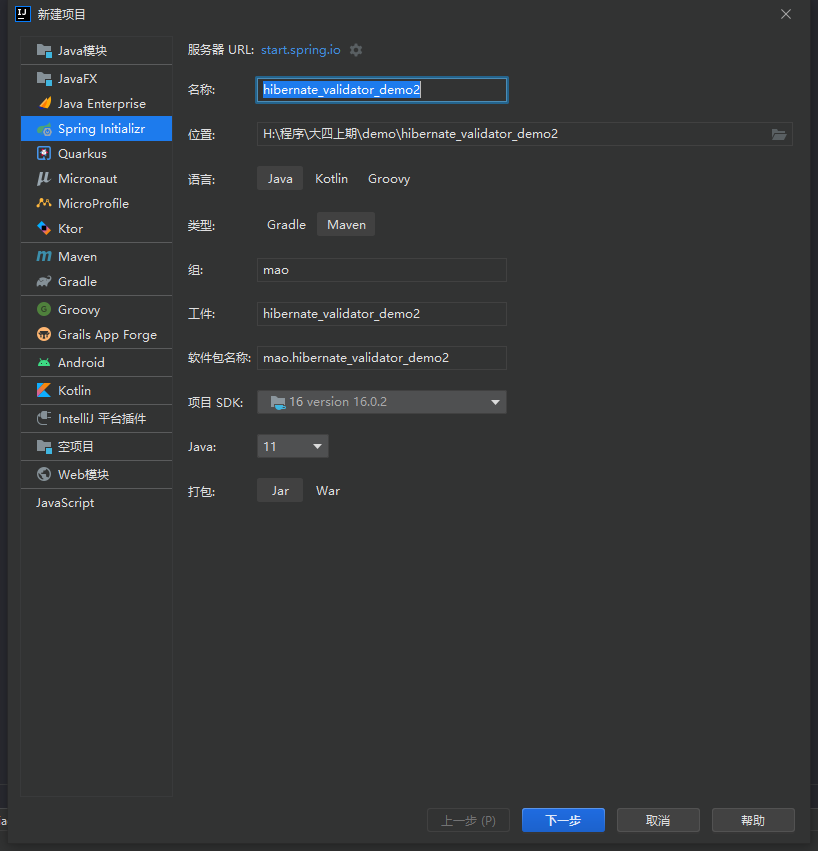 新建项目
Java模块
JavaFX
Java Enterprise
Spring Initializr
Quarkus
Micronaut
MicroProfile
Ktor
Maven
Gradle
Groovy
Grails App Forge
Android
Kotlin
IntelliJ 平台插件
空项目
Web模块
JavaScript
服务器 URL: start.spring.io
名称: hibernate_validator_demo2
位置: H:\程序\大四上期\demo\hibernate_validator_demo2
语言: Java Kotlin Groovy
类型: Gradle Maven
组: mao
工件: hibernate_validator_demo2
软件包名称: mao.hibernate_validator_demo2
项目 SDK: 16 version 16.0.2
Java: 11
打包: Jar War
上一步 (P) 下一步 取消 帮助